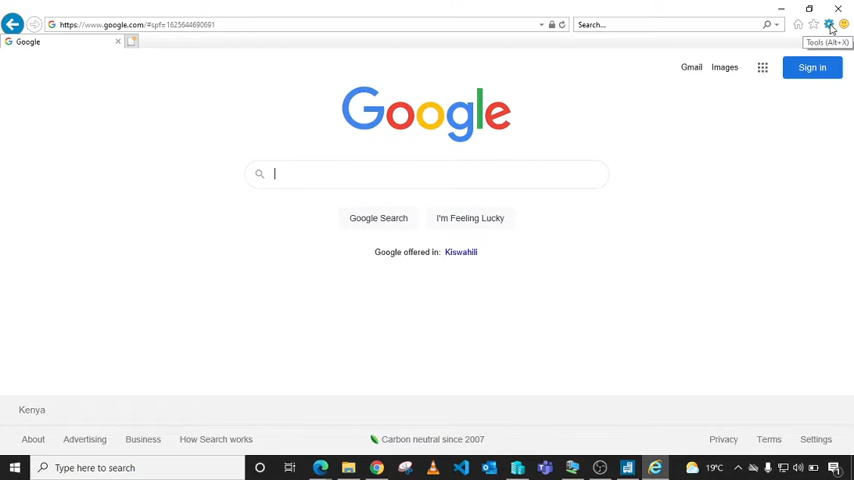 https://www.google.com/#spf=1625644690691
Search...
Google
Tools (Alt+X)
Gmail
Images
Sign in
Google
Google Search
I'm Feeling Lucky
Google offered in: Kiswahili
Kenya
About
Advertising
Business
How Search works
Carbon neutral since 2007
Privacy
Terms
Settings
Type here to search
19°C
1